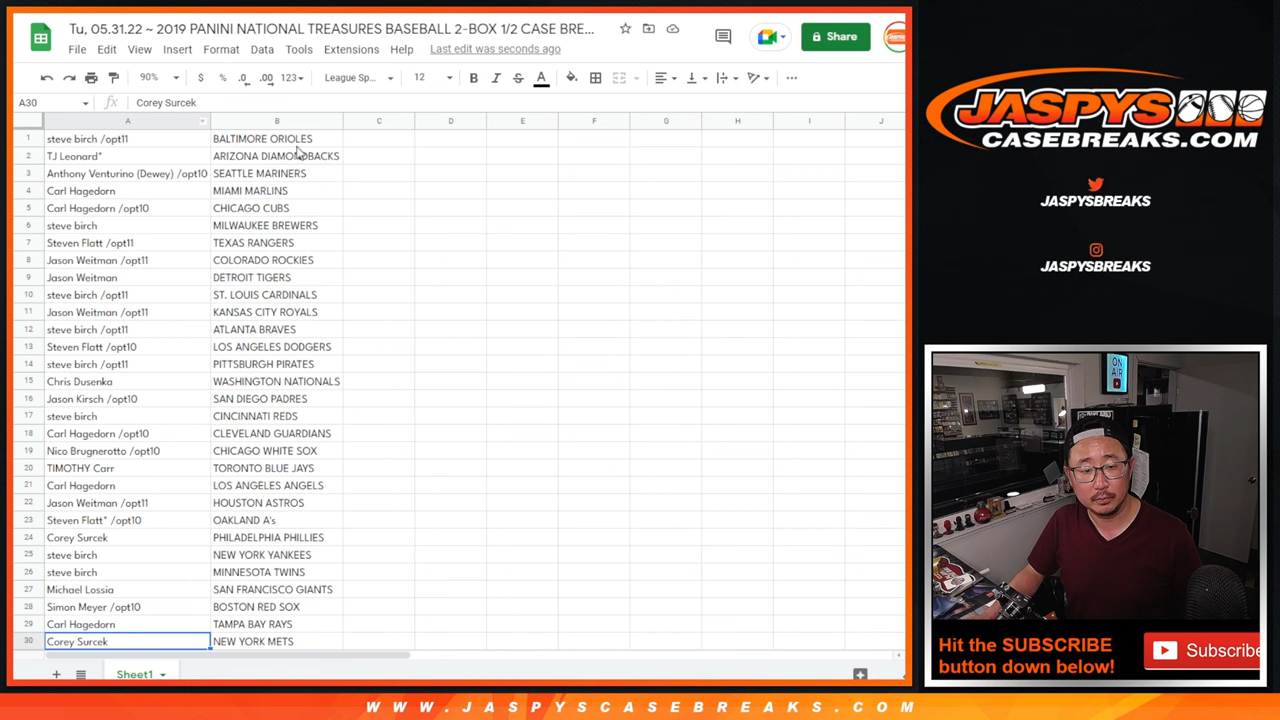 Tu, 05.31.22 ~ 2019 PANINI NATIONAL TREASURES BASEBALL 2-BOX 1/2 CASE BRE...
File Edit View Insert Format Data Tools Extensions Help Last edit was seconds ago
Share
90% $ % .0 .00 123 League Sp... 12 B I S A
A30 fx Corey Surcek
A B C D E F G H I J
1 steve birch /opt11 BALTIMORE ORIOLES
2 TJ Leonard* ARIZONA DIAMONDBACKS
3 Anthony Venturino (Dewey) /opt10 SEATTLE MARINERS
4 Carl Hagedorn MIAMI MARLINS
5 Carl Hagedorn /opt10 CHICAGO CUBS
6 steve birch MILWAUKEE BREWERS
7 Steven Flatt /opt11 TEXAS RANGERS
8 Jason Weitman /opt11 COLORADO ROCKIES
9 Jason Weitman DETROIT TIGERS
10 steve birch /opt11 ST. LOUIS CARDINALS
11 Jason Weitman /opt11 KANSAS CITY ROYALS
12 steve birch /opt11 ATLANTA BRAVES
13 Steven Flatt /opt10 LOS ANGELES DODGERS
14 steve birch /opt11 PITTSBURGH PIRATES
15 Chris Dusenka WASHINGTON NATIONALS
16 Jason Kirsch /opt10 SAN DIEGO PADRES
17 steve birch CINCINNATI REDS
18 Carl Hagedorn /opt10 CLEVELAND GUARDIANS
19 Nico Brugnerotto /opt10 CHICAGO WHITE SOX
20 TIMOTHY Carr TORONTO BLUE JAYS
21 Carl Hagedorn LOS ANGELES ANGELS
22 Jason Weitman /opt11 HOUSTON ASTROS
23 Steven Flatt* /opt10 OAKLAND A's
24 Corey Surcek PHILADELPHIA PHILLIES
25 steve birch NEW YORK YANKEES
26 steve birch MINNESOTA TWINS
27 Michael Lossia SAN FRANCISCO GIANTS
28 Simon Meyer /opt10 BOSTON RED SOX
29 Carl Hagedorn TAMPA BAY RAYS
30 Corey Surcek NEW YORK METS
Sheet1
JASPYS
CASEBREAKS.COM
JASPYSBREAKS
JASPYSBREAKS
ON
AIR
Hit the SUBSCRIBE
button down below!
Subscribe
WWW.JASPYSCASEBREAKS.COM